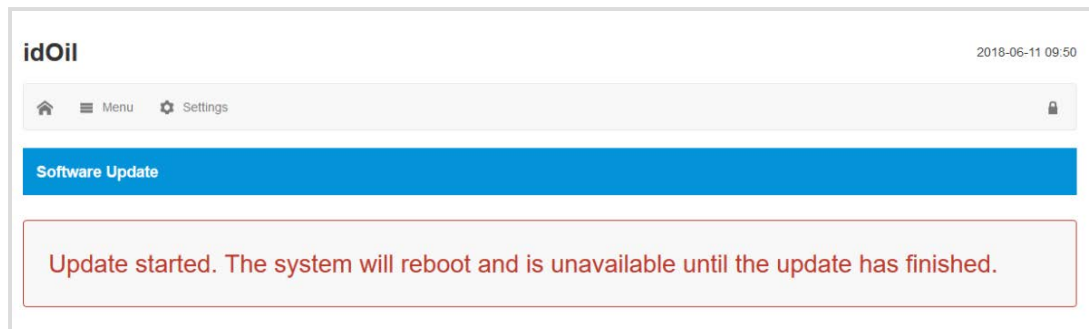 idOil
2018-06-11 09:50
Menu Settings
Software Update
Update started. The system will reboot and is unavailable until the update has finished.